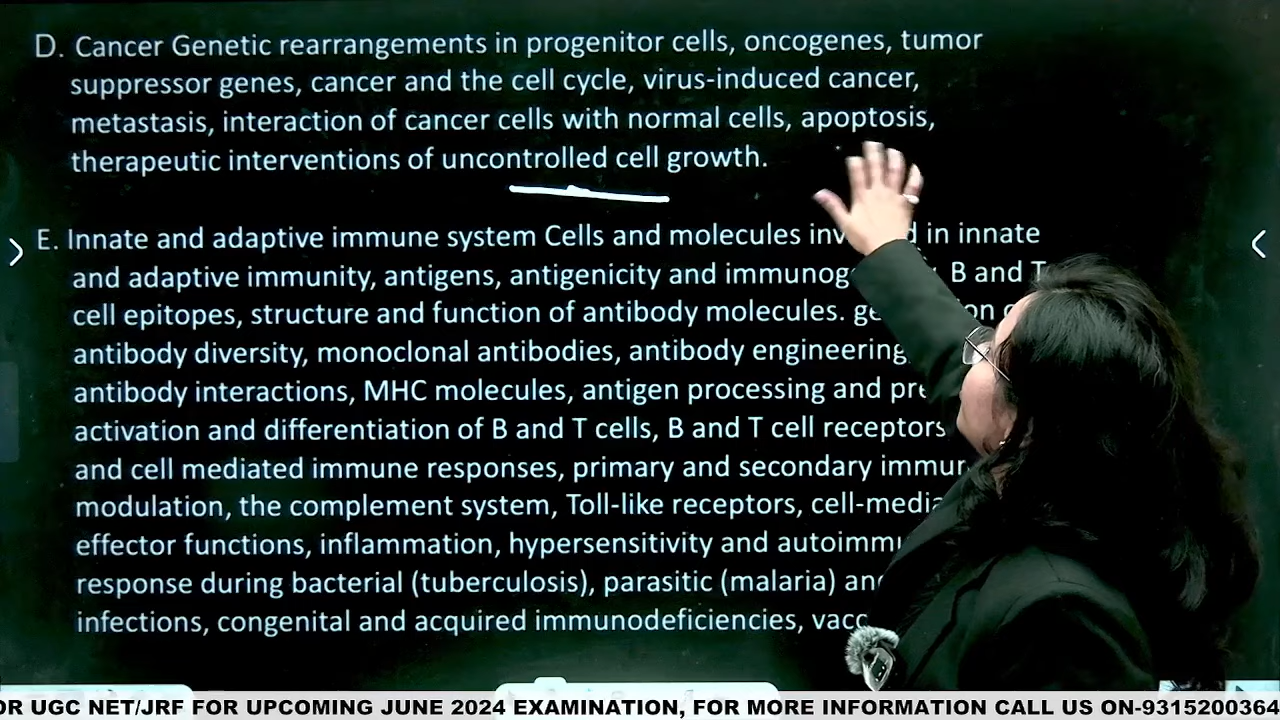 D. Cancer Genetic rearrangements in progenitor cells, oncogenes, tumor
suppressor genes, cancer and the cell cycle, virus-induced cancer,
metastasis, interaction of cancer cells with normal cells, apoptosis,
therapeutic interventions of uncontrolled cell growth.
E. Innate and adaptive immune system Cells and molecules in innate
and adaptive immunity, antigens, antigenicity and B and T
cell epitopes, structure and function of antibody molecules.
antibody diversity, monoclonal antibodies, antibody engineering,
antibody interactions, MHC molecules, antigen processing and
activation and differentiation of B and T cells, B and T cell receptors
and cell mediated immune responses, primary and secondary
modulation, the complement system, Toll-like receptors,
effector functions, inflammation, hypersensitivity and
response during bacterial (tuberculosis), parasitic (malaria)
infections, congenital and acquired immunodeficiencies,
OR UGC NET/JRF FOR UPCOMING JUNE 2024 EXAMINATION, FOR MORE INFORMATION CALL US ON-9315200364